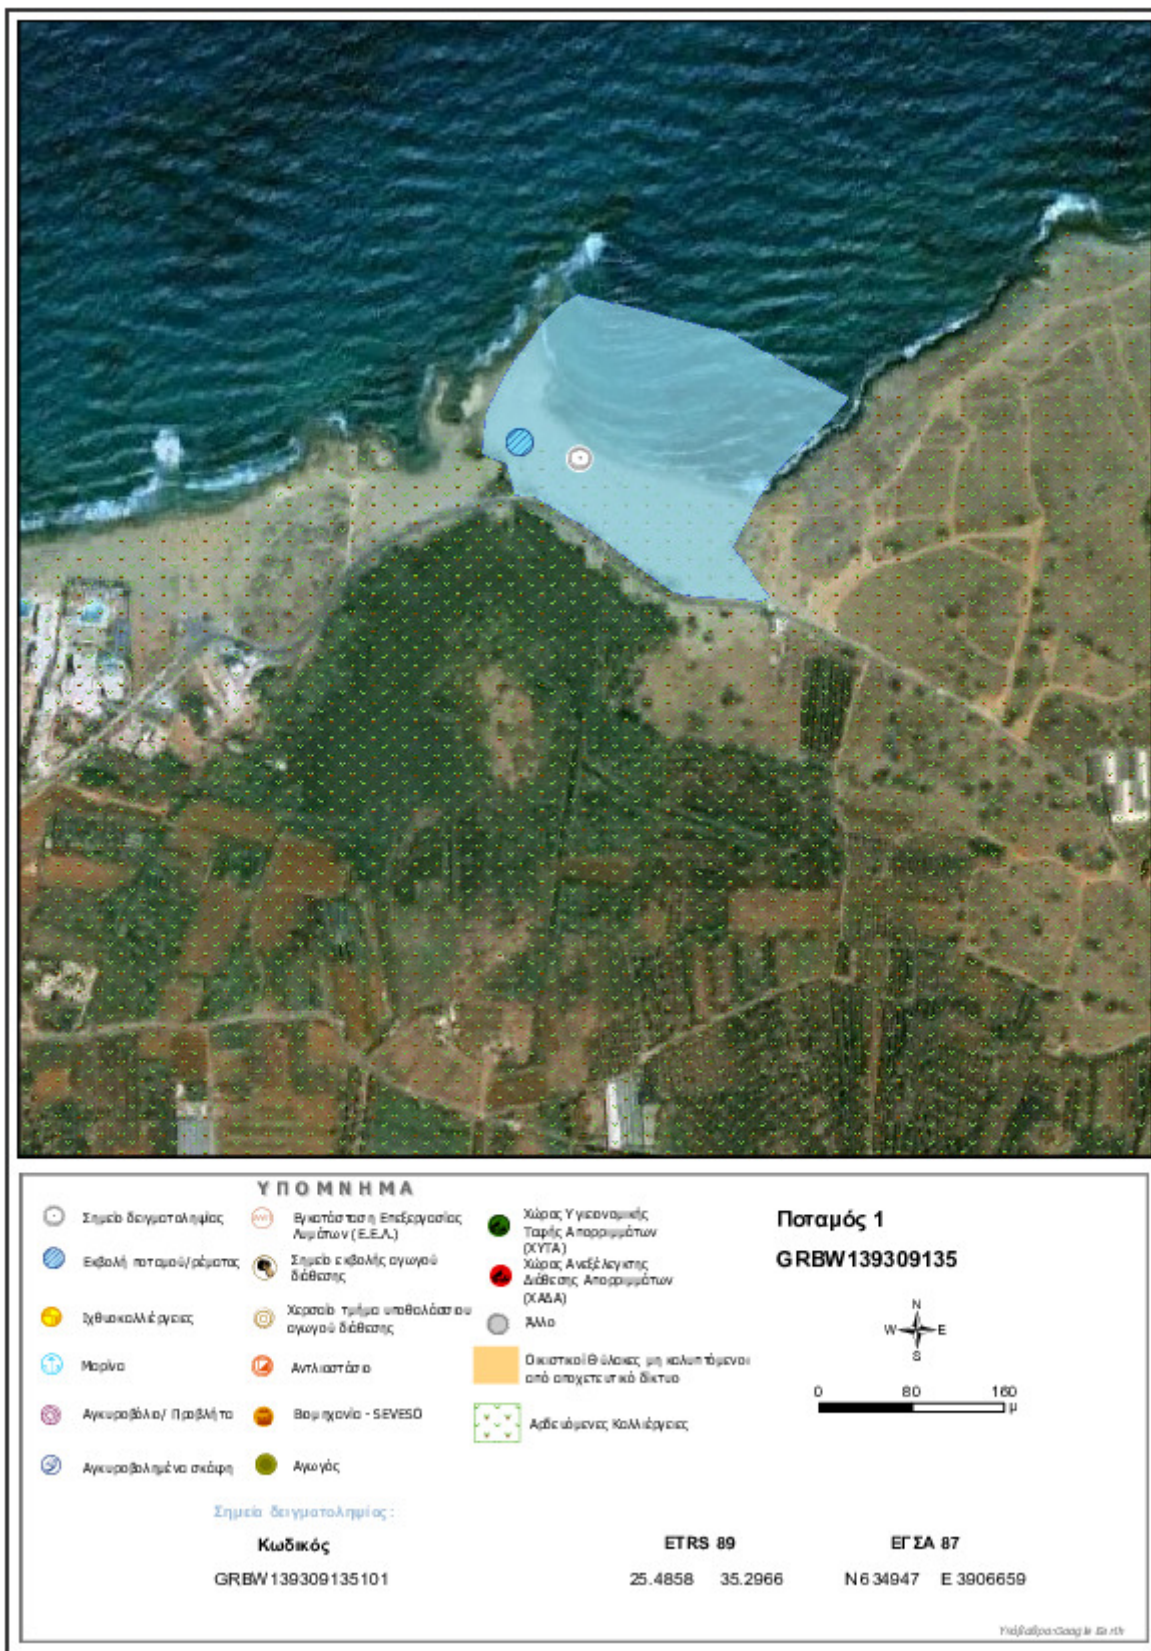 ΥΠΟΜΝΗΜΑ
Σημείο δειγματοληψίας
Εκβολή ποταμού/ρέματος
Ιχθυοκαλλιέργειες
Μαρίνα
Αγκυροβόλιο/ Προβλήτα
Αγκυροβολημένα σκάφη
Εγκατάσταση Επεξεργασίας
Λυμάτων (Ε.Ε.Λ.)
Σημείο εκβολής αγωγού
διάθεσης
Χερσαίο τμήμα υποθαλάσσιου
αγωγού διάθεσης
Αντλιοστάσιο
Βιομηχανία - SEVESO
Αγωγός
Χώρος Υγειονομικής
Ταφής Απορριμμάτων
(ΧΥΤΑ)
Χώρος Ανεξέλεγκτης
Διάθεσης Απορριμμάτων
(ΧΑΔΑ)
Άλλο
Οικιστικοί Θύλακες μη καλυπτόμενοι
από αποχετευτικό δίκτυο
Αρδευόμενες Καλλιέργειες
Ποταμός 1
GRBW139309135
N
W E
S
0 80 160
μ
Σημεία δειγματοληψίας:
Κωδικός ETRS 89 ΕΓΣΑ 87
GRBW139309135101 25.4858 35.2966 N 634947 E 3906659
Υπόβαθρο:Google Earth